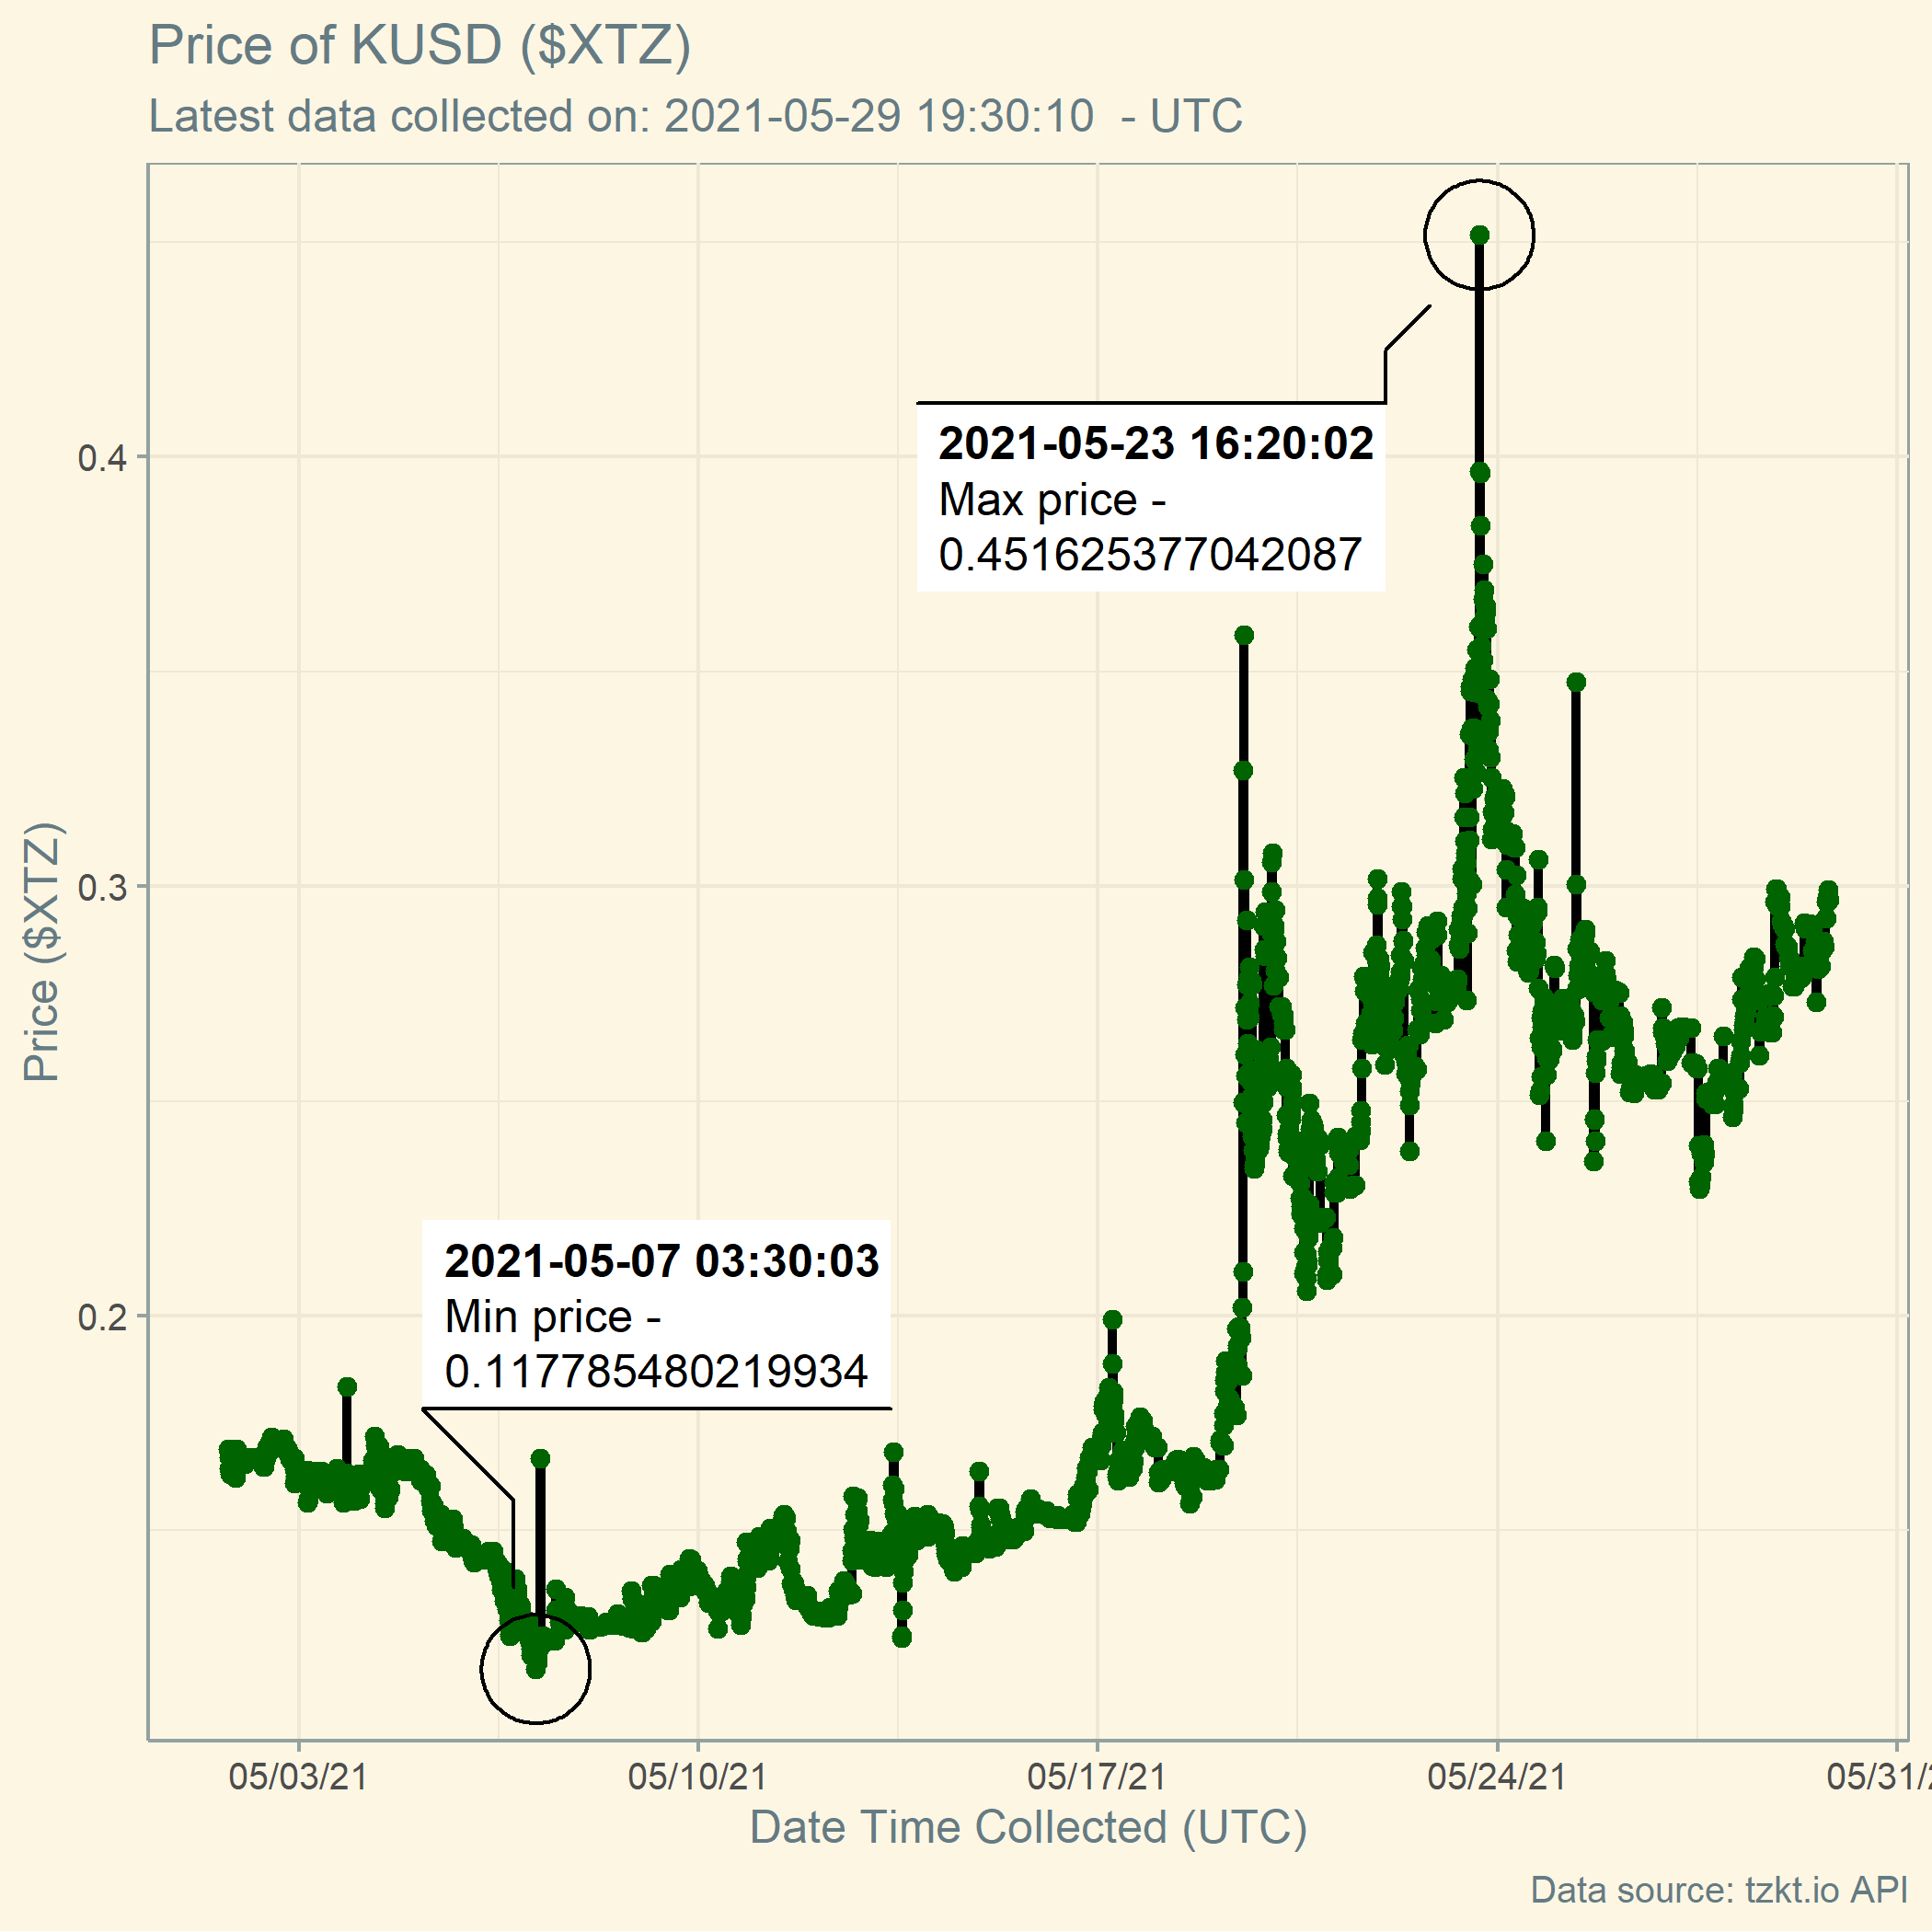 Price of KUSD ($XTZ)
Latest data collected on: 2021-05-29 19:30:10  - UTC
2021-05-23 16:20:02
Max price -
0.451625377042087
2021-05-07 03:30:03
Min price -
0.117785480219934
Price ($XTZ)
0.4
0.3
0.2
05/03/21
05/10/21
05/17/21
05/24/21
05/31/2
Date Time Collected (UTC)
Data source: tzkt.io API